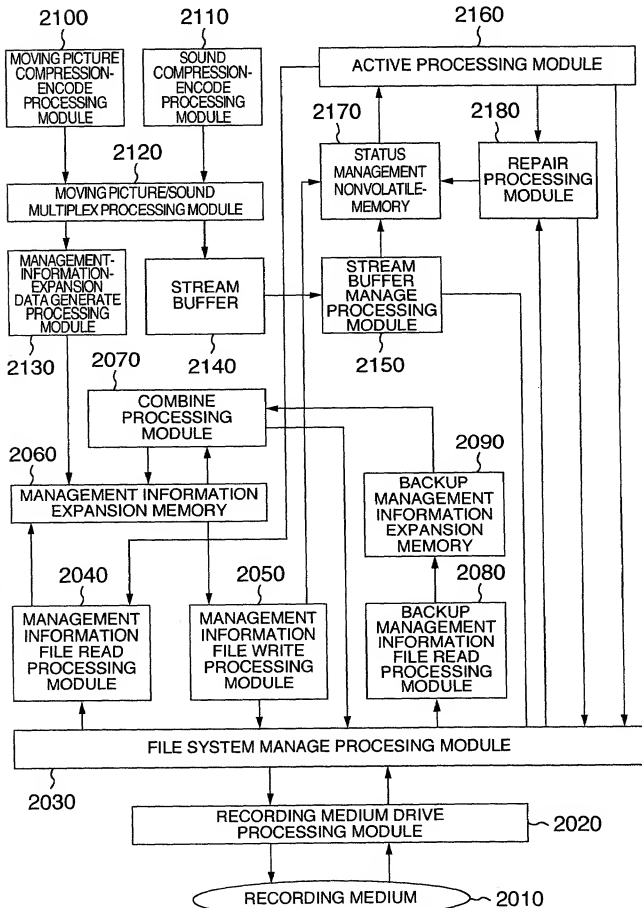 2100
MOVING PICTURE
COMPRESSION-
ENCODE
PROCESSING
MODULE
2110
SOUND
COMPRESSION-
ENCODE
PROCESSING
MODULE
2160
ACTIVE PROCESSING MODULE
2120
MOVING PICTURE/SOUND
MULTIPLEX PROCESSING MODULE
2170
STATUS
MANAGEMENT
NONVOLATILE-
MEMORY
2180
REPAIR
PROCESSING
MODULE
MANAGEMENT-
INFORMATION-
EXPANSION
DATA GENERATE
PROCESSING
MODULE
2130
STREAM
BUFFER
2140
STREAM
BUFFER
MANAGE
PROCESSING
MODULE
2150
2070
COMBINE
PROCESSING
MODULE
2060
MANAGEMENT INFORMATION
EXPANSION MEMORY
2090
BACKUP
MANAGEMENT
INFORMATION
EXPANSION
MEMORY
2040
MANAGEMENT
INFORMATION
FILE READ
PROCESSING
MODULE
2050
MANAGEMENT
INFORMATION
FILE WRITE
PROCESSING
MODULE
2080
BACKUP
MANAGEMENT
INFORMATION
FILE READ
PROCESSING
MODULE
FILE SYSTEM MANAGE PROCESING MODULE
2030
RECORDING MEDIUM DRIVE
PROCESSING MODULE
2020
RECORDING MEDIUM
2010